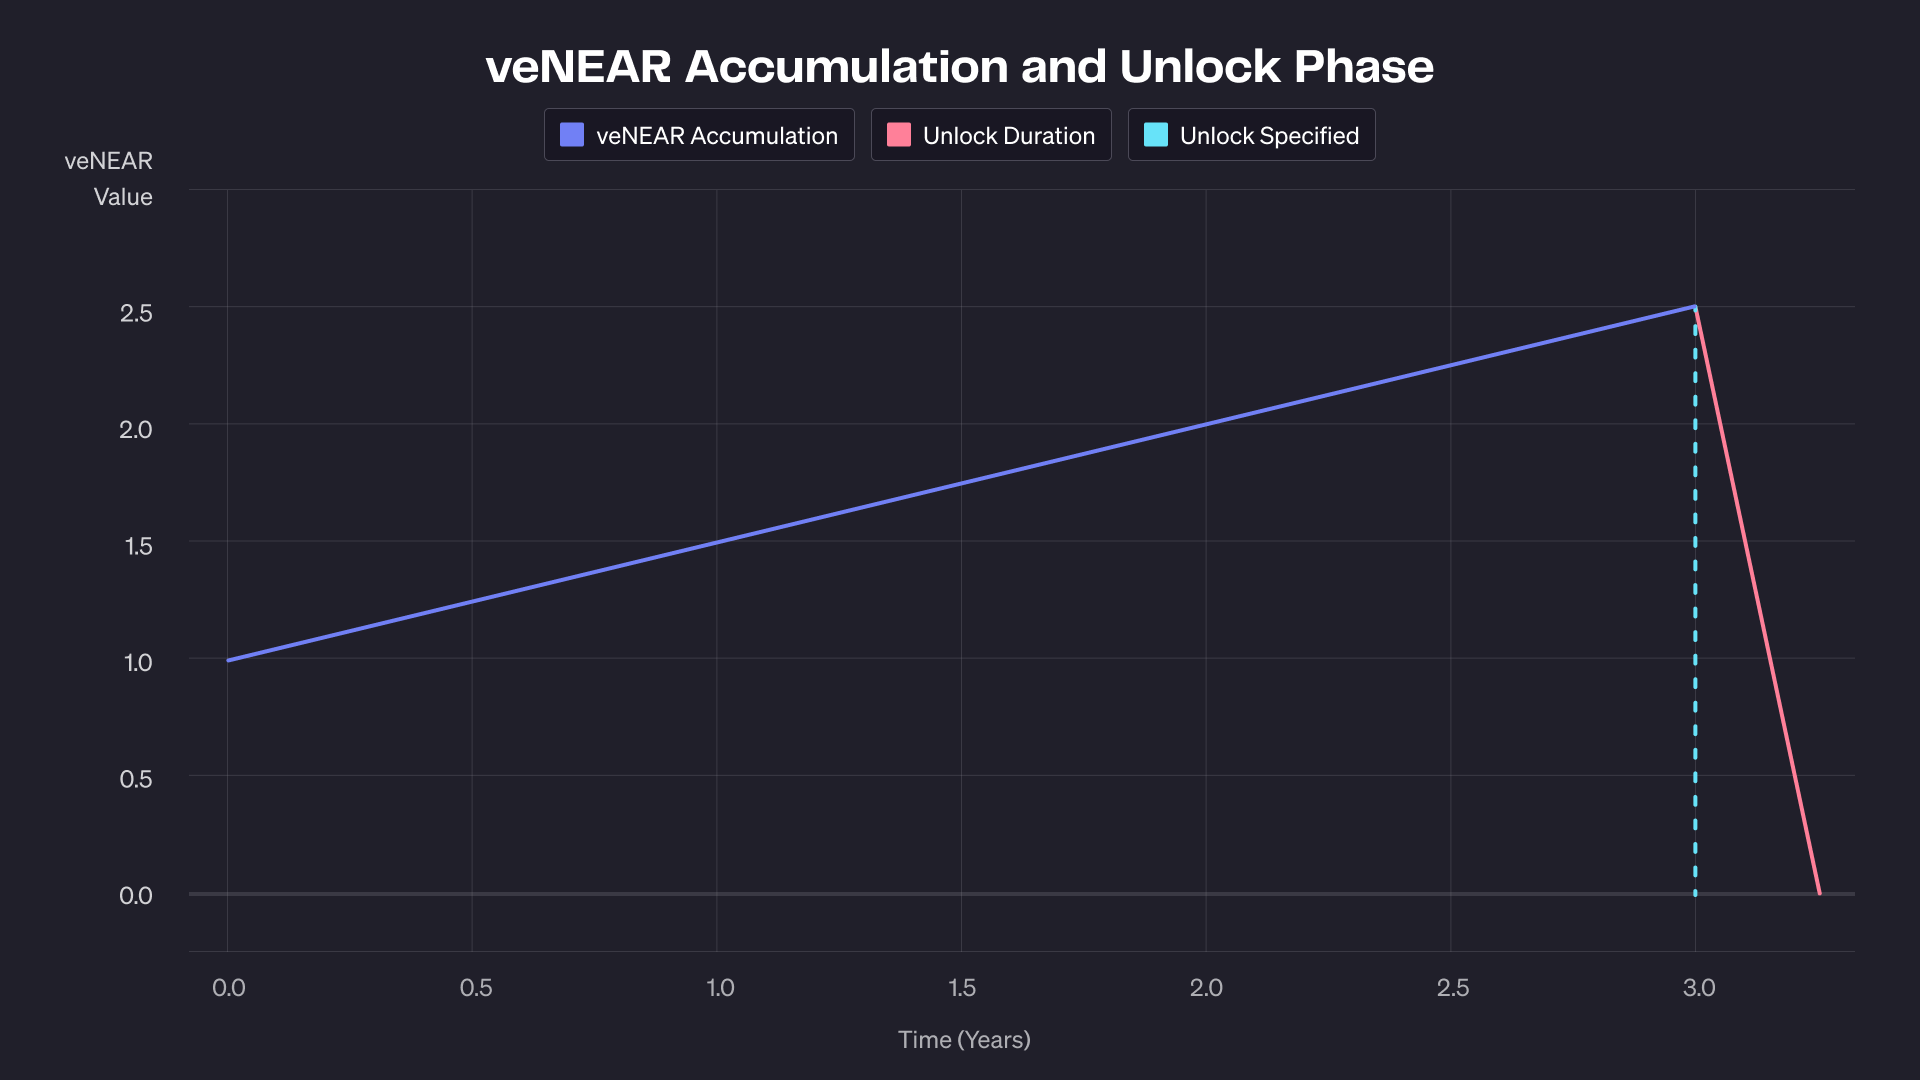 veNEAR Accumulation and Unlock Phase
veNEAR Accumulation
Unlock Duration
Unlock Specified
veNEAR
Value
2.5
2.0
1.5
1.0
0.5
0.0
0.0 0.5 1.0 1.5 2.0 2.5 3.0
Time (Years)